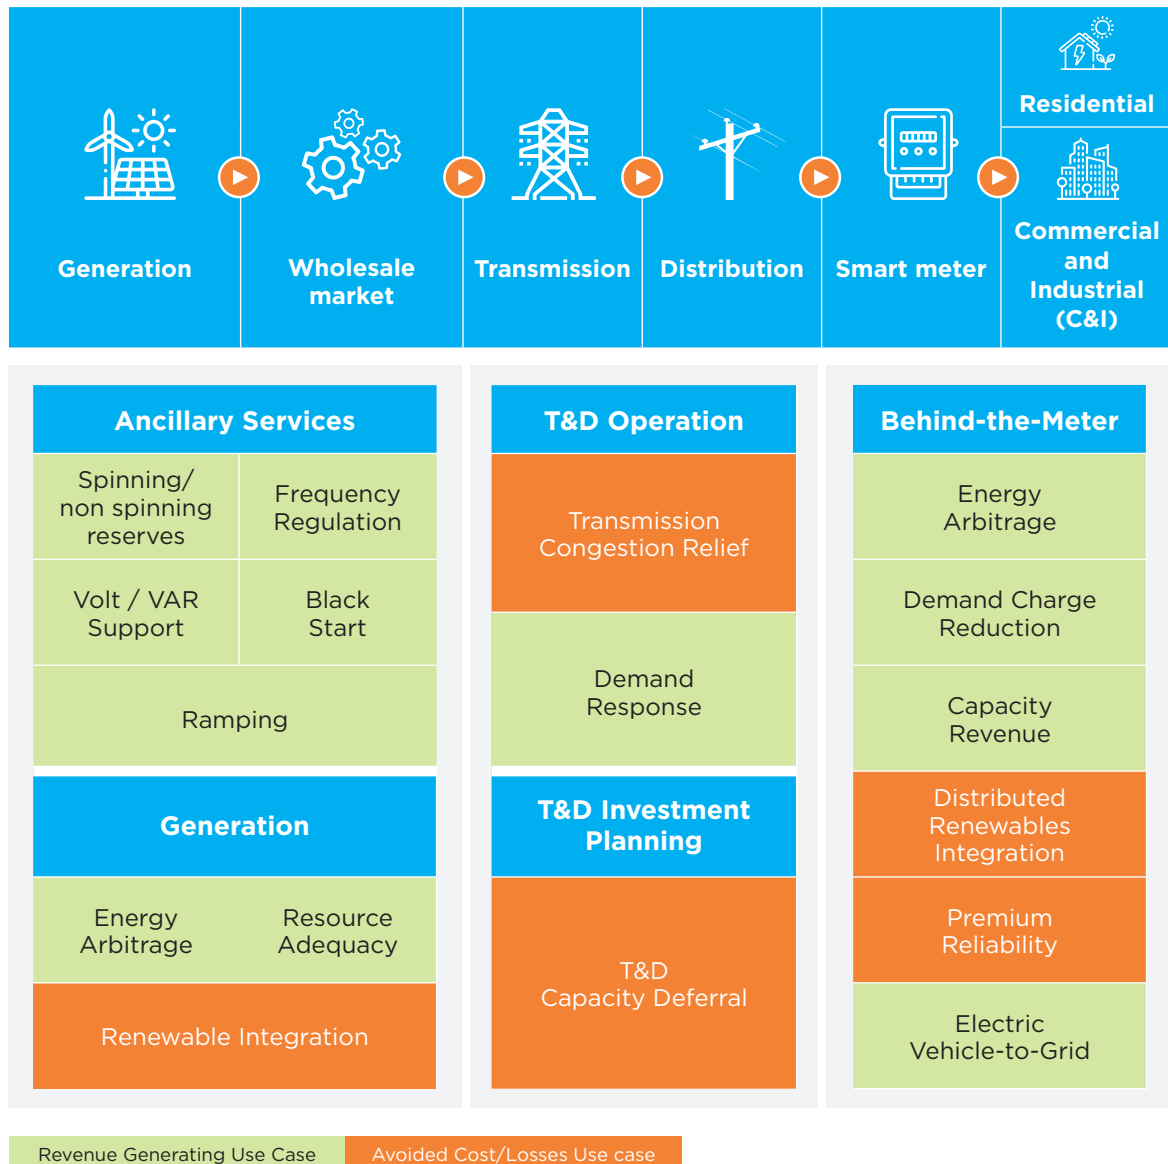 Generation
Wholesale
market
Transmission
Distribution
Smart meter
Residential
Commercial
and
Industrial
(C&I)
Ancillary Services
Spinning/
non spinning
reserves
Frequency
Regulation
Volt / VAR
Support
Black
Start
Ramping
Generation
Energy
Arbitrage
Resource
Adequacy
Renewable Integration
T&D Operation
Transmission
Congestion Relief
Demand
Response
T&D Investment
Planning
T&D
Capacity Deferral
Behind-the-Meter
Energy
Arbitrage
Demand Charge
Reduction
Capacity
Revenue
Distributed
Renewables
Integration
Premium
Reliability
Electric
Vehicle-to-Grid
Revenue Generating Use Case
Avoided Cost/Losses Use case